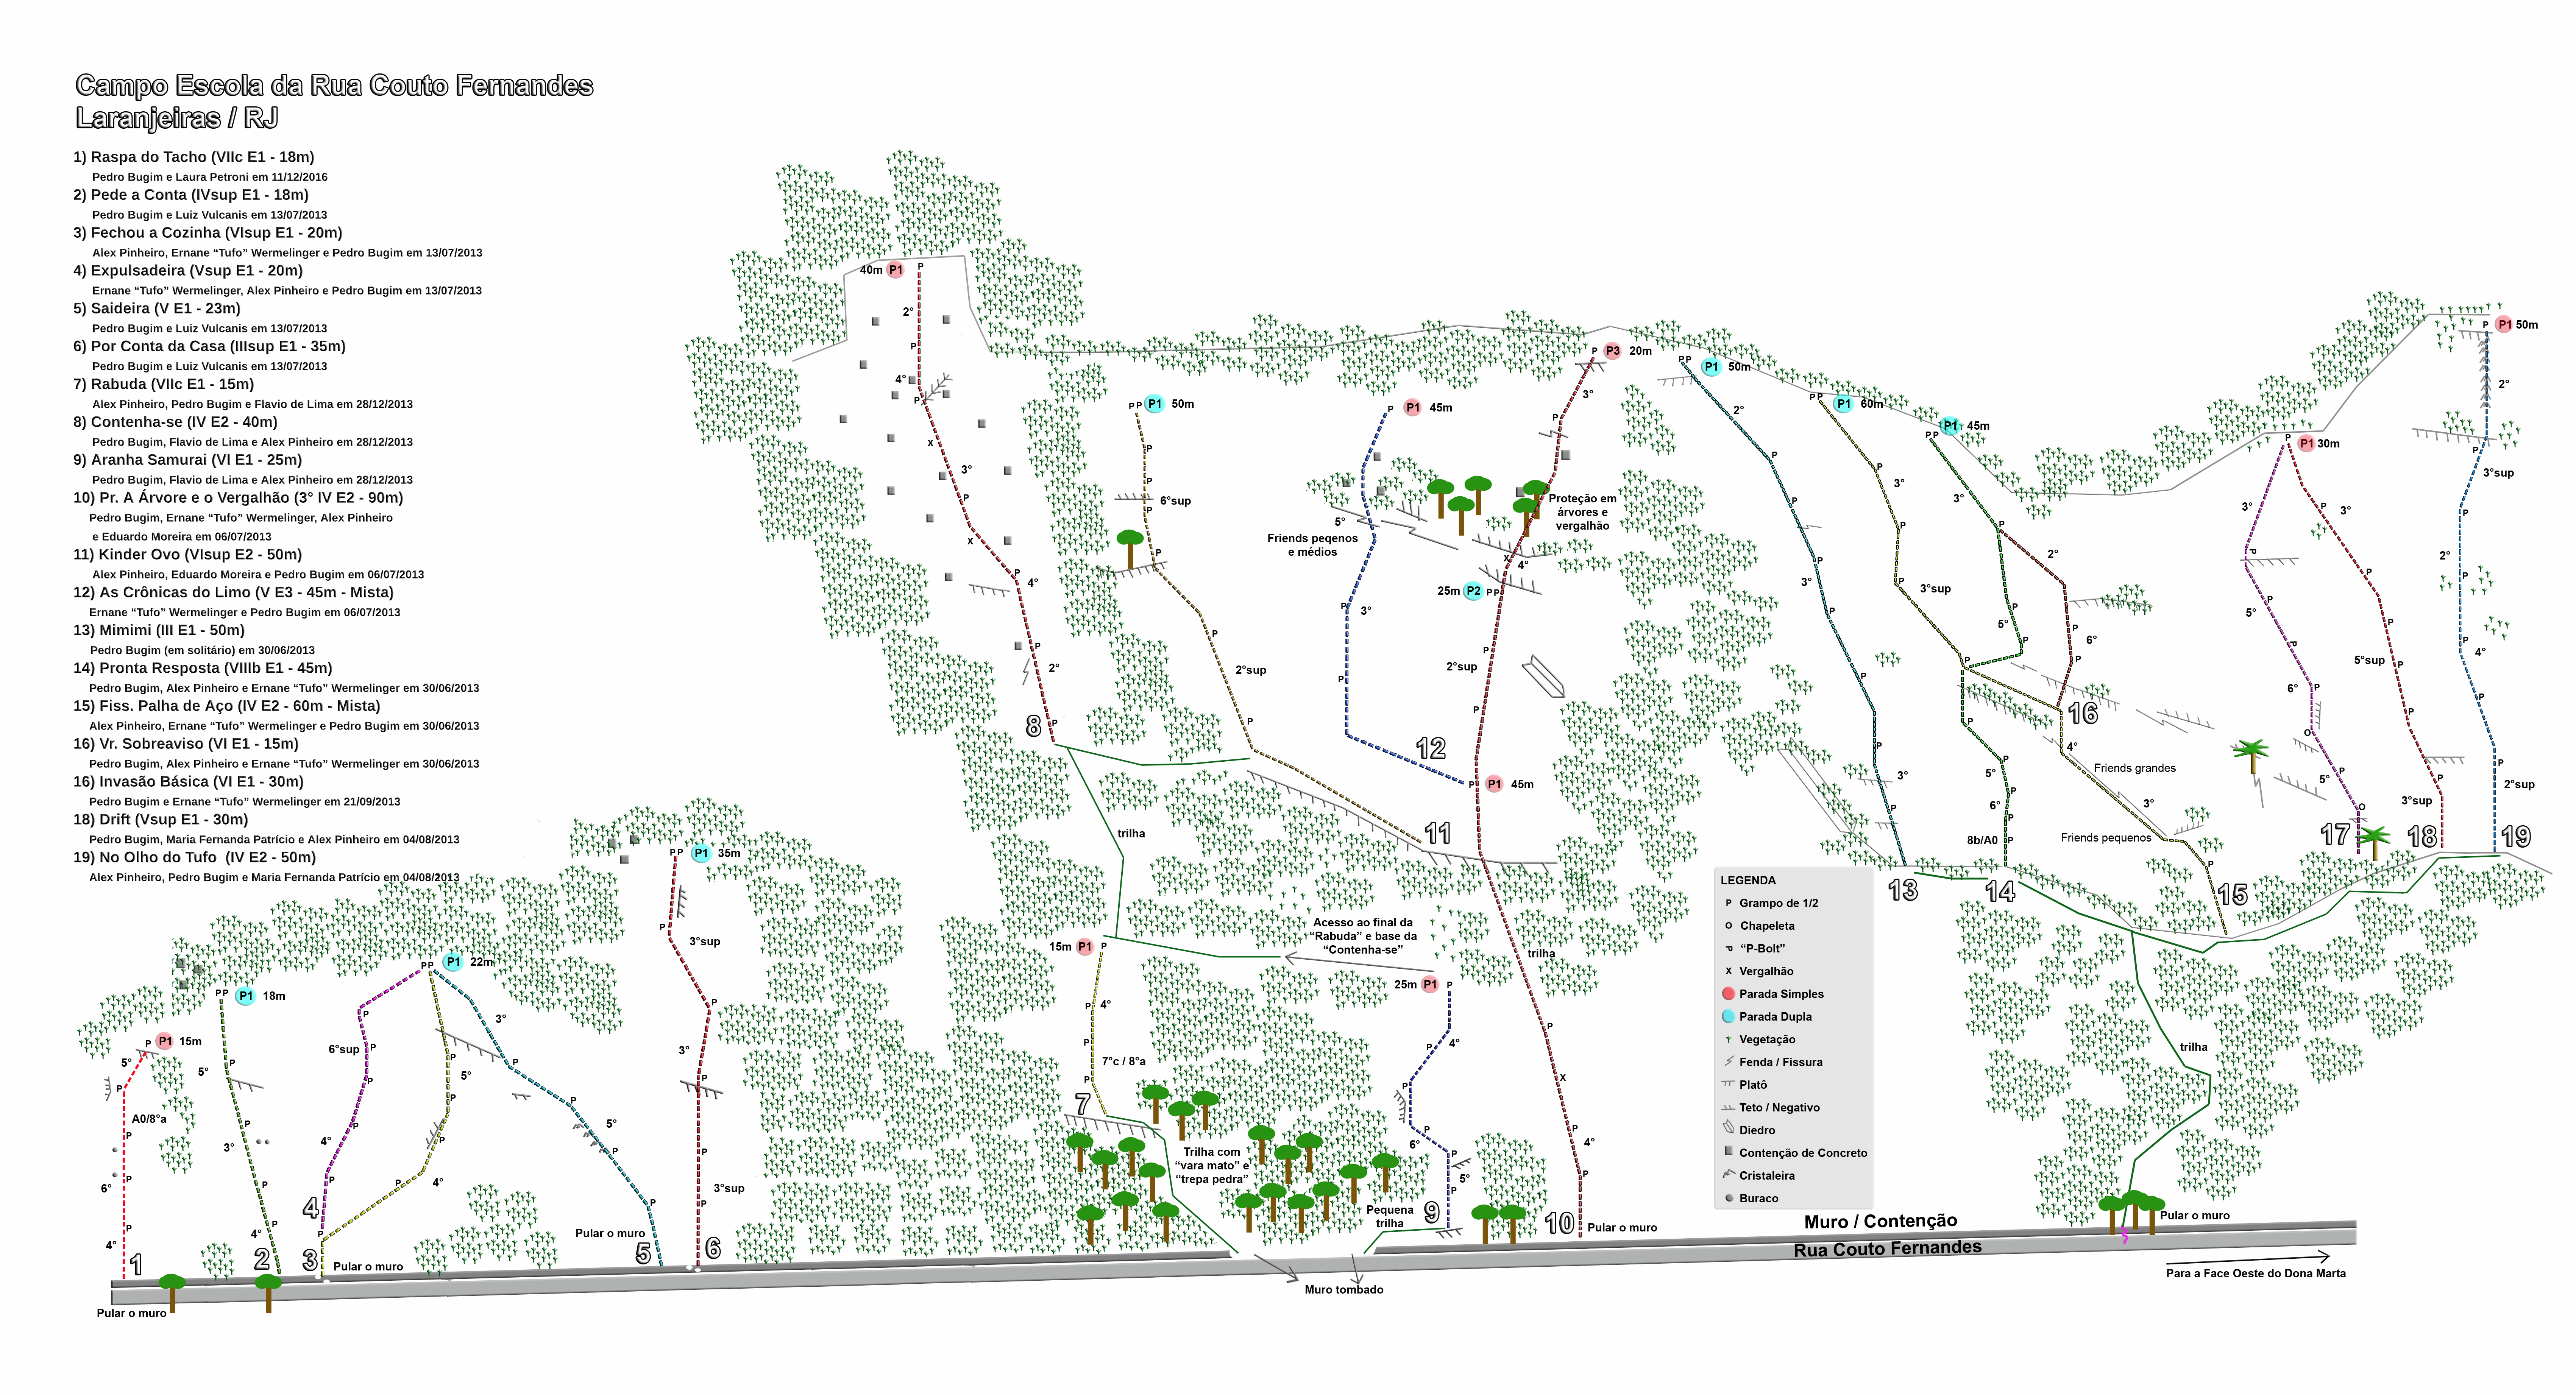 Campo Escola da Rua Couto Fernandes
Laranjeiras / RJ
1) Raspa do Tacho (VIIc E1 - 18m)
Pedro Bugim e Laura Petroni em 11/12/2016
2) Pede a Conta (IVsup E1 - 18m)
Pedro Bugim e Luiz Vulcanis em 13/07/2013
3) Fechou a Cozinha (VIsup E1 - 20m)
Alex Pinheiro, Ernane “Tufo” Wermelinger e Pedro Bugim em 13/07/2013
4) Expulsadeira (Vsup E1 - 20m)
Ernane “Tufo” Wermelinger, Alex Pinheiro e Pedro Bugim em 13/07/2013
5) Saideira (V E1 - 23m)
Pedro Bugim e Luiz Vulcanis em 13/07/2013
6) Por Conta da Casa (IIIsup E1 - 35m)
Pedro Bugim e Luiz Vulcanis em 13/07/2013
7) Rabuda (VIIc E1 - 15m)
Alex Pinheiro, Pedro Bugim e Flavio de Lima em 28/12/2013
8) Contenha-se (IV E2 - 40m)
Pedro Bugim, Flavio de Lima e Alex Pinheiro em 28/12/2013
9) Aranha Samurai (VI E1 - 25m)
Pedro Bugim, Flavio de Lima e Alex Pinheiro em 28/12/2013
10) Pr. A Árvore e o Vergalhão (3° IV E2 - 90m)
Pedro Bugim, Ernane “Tufo” Wermelinger, Alex Pinheiro
e Eduardo Moreira em 06/07/2013
11) Kinder Ovo (VIsup E2 - 50m)
Alex Pinheiro, Eduardo Moreira e Pedro Bugim em 06/07/2013
12) As Crônicas do Limo (V E3 - 45m - Mista)
Ernane “Tufo” Wermelinger e Pedro Bugim em 06/07/2013
13) Mimimi (III E1 - 50m)
Pedro Bugim (em solitário) em 30/06/2013
14) Pronta Resposta (VIIIb E1 - 45m)
Pedro Bugim, Alex Pinheiro e Ernane “Tufo” Wermelinger em 30/06/2013
15) Fiss. Palha de Aço (IV E2 - 60m - Mista)
Alex Pinheiro, Ernane “Tufo” Wermelinger e Pedro Bugim em 30/06/2013
16) Vr. Sobreaviso (VI E1 - 15m)
Pedro Bugim, Alex Pinheiro e Ernane “Tufo” Wermelinger em 30/06/2013
16) Invasão Básica (VI E1 - 30m)
Pedro Bugim e Ernane “Tufo” Wermelinger em 21/09/2013
18) Drift (Vsup E1 - 30m)
Pedro Bugim, Maria Fernanda Patrício e Alex Pinheiro em 04/08/2013
19) No Olho do Tufo (IV E2 - 50m)
Alex Pinheiro, Pedro Bugim e Maria Fernanda Patrício em 04/08/2013
P1 15m
5°
A0/8°a
6°
4°
1
Pular o muro
P1 18m
5°
3°
4°
2
P1 22m
6°sup
4°
4
5°
4°
3
Pular o muro
3°
5°
Pular o muro
5
P1 35m
3°sup
3°
3°sup
6
40m P1
2°
4°
3°
4°
2°
8
trilha
15m P1
4°
7°c / 8°a
7
Trilha com
“vara mato” e
“trepa pedra”
Acesso ao final da
“Rabuda” e base da
“Contenha-se”
25m P1
4°
6°
5°
9
Pequena
trilha
Muro tombado
P1 50m
6°sup
2°sup
11
P1 45m
5°
Friends peqenos
e médios
3°
12
P3 20m
3°
Proteção em
árvores e
vergalhão
4°
25m P2
2°sup
P1 45m
trilha
4°
10
Pular o muro
P1 50m
2°
3°
3°
13
P1 60m
3°
3°sup
4°
Friends grandes
3°
Friends pequenos
15
P1 45m
3°
5°
5°
6°
8b/A0
14
2°
6°
16
P1 30m
3°
5°
6°
5°
17
3°
5°sup
3°sup
18
P1 50m
2°
3°sup
2°
4°
2°sup
19
LEGENDA
P Grampo de 1/2
O Chapeleta
P “P-Bolt”
X Vergalhão
Parada Simples
Parada Dupla
Vegetação
Fenda / Fissura
Platô
Teto / Negativo
Diedro
Contenção de Concreto
Cristaleira
Buraco
trilha
Pular o muro
Muro / Contenção
Rua Couto Fernandes
Para a Face Oeste do Dona Marta